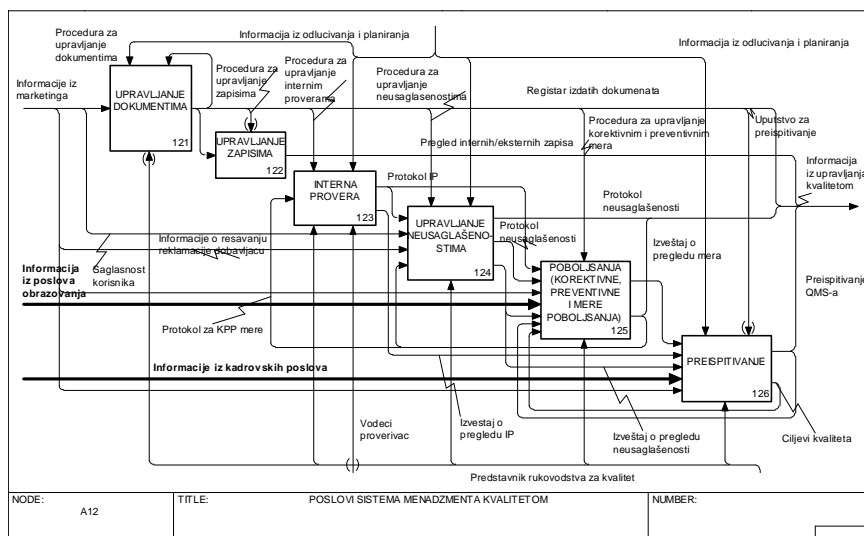 Procedura za
upravljanje
dokumentima
Informacija iz odlucivanja i planiranja
Informacija iz odlucivanja i planiranja
Informacije iz
marketinga
UPRAVLJANJE
DOKUMENTIMA
121
Procedura za
upravljanje
zapisima
Procedura za
upravljanje
internim
proverama
Procedura za
upravljanje
neusaglasenostima
Registar izdatih dokumenata
Procedura za upravljanje
korektivnim i preventivnim
mera
Uputstvo za
preispitivanje
UPRAVLJANJE
ZAPISIMA
122
Pregled internih/eksternih zapisa
Informacija
iz upravljanja
kvalitetom
INTERNA
PROVERA
123
Protokol IP
Protokol
neusaglašenosti
UPRAVLJANJE
NEUSAGLAŠENO-
STIMA
124
Protokol
neusaglašenosti
Informacije o resavanju
reklamacije dobavljacu
Izveštaj o
pregledu mera
Saglasnost
korisnika
Informacija
iz poslova
obrazovanja
POBOLJSANJA
(KOREKTIVNE,
PREVENTIVNE
I MERE
POBOLJSANJA)
125
Preispitivanje
QMS-a
Protokol za KPP mere
PREISPITIVANJE
126
Informacije iz kadrovskih poslova
Vodeci
proverivac
Izvestaj o
pregledu IP
Izveštaj o pregledu
neusaglašenosti
Ciljevi kvaliteta
Predstavnik rukovodstva za kvalitet
NODE:
A12
TITLE:
POSLOVI SISTEMA MENADZMENTA KVALITETOM
NUMBER: